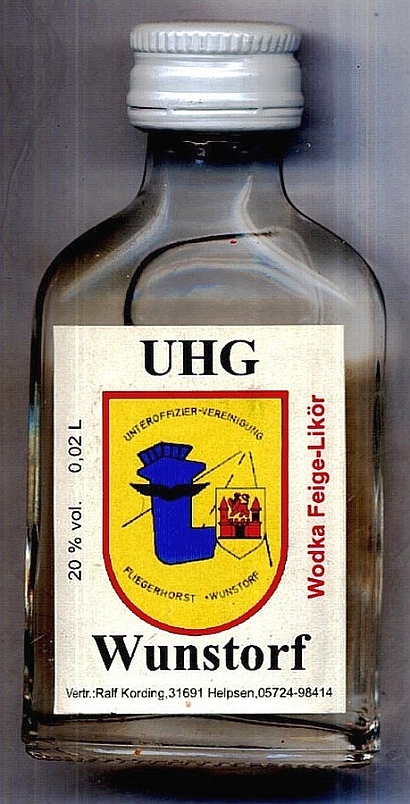 UHG
20 % vol. 0,02 L
UNTEROFFIZIER-VEREINIGUNG
FLIEGERHORST •WUNSTORF
Wodka Feige-Likör
Wunstorf
Vertr.:Ralf Kording,31691 Helpsen,05724-98414